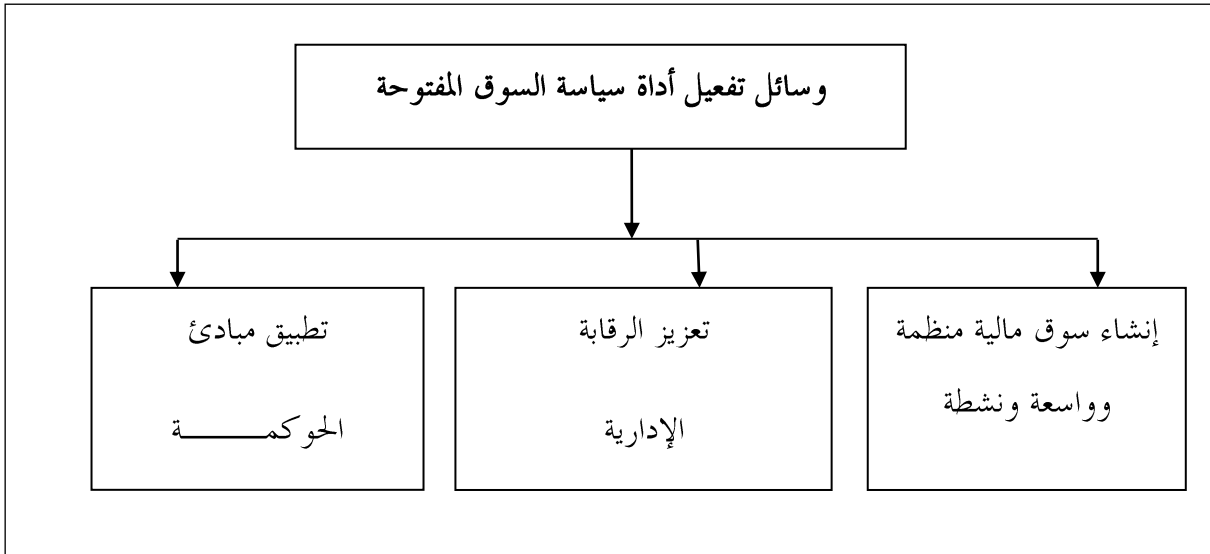 وسائل تفعيل أداة سياسة السوق المفتوحة
إنشاء سوق مالية منظمة
وواسعة ونشطة
تعزيز الرقابة
الإدارية
تطبيق مبادئ
الحوكمـــــــة